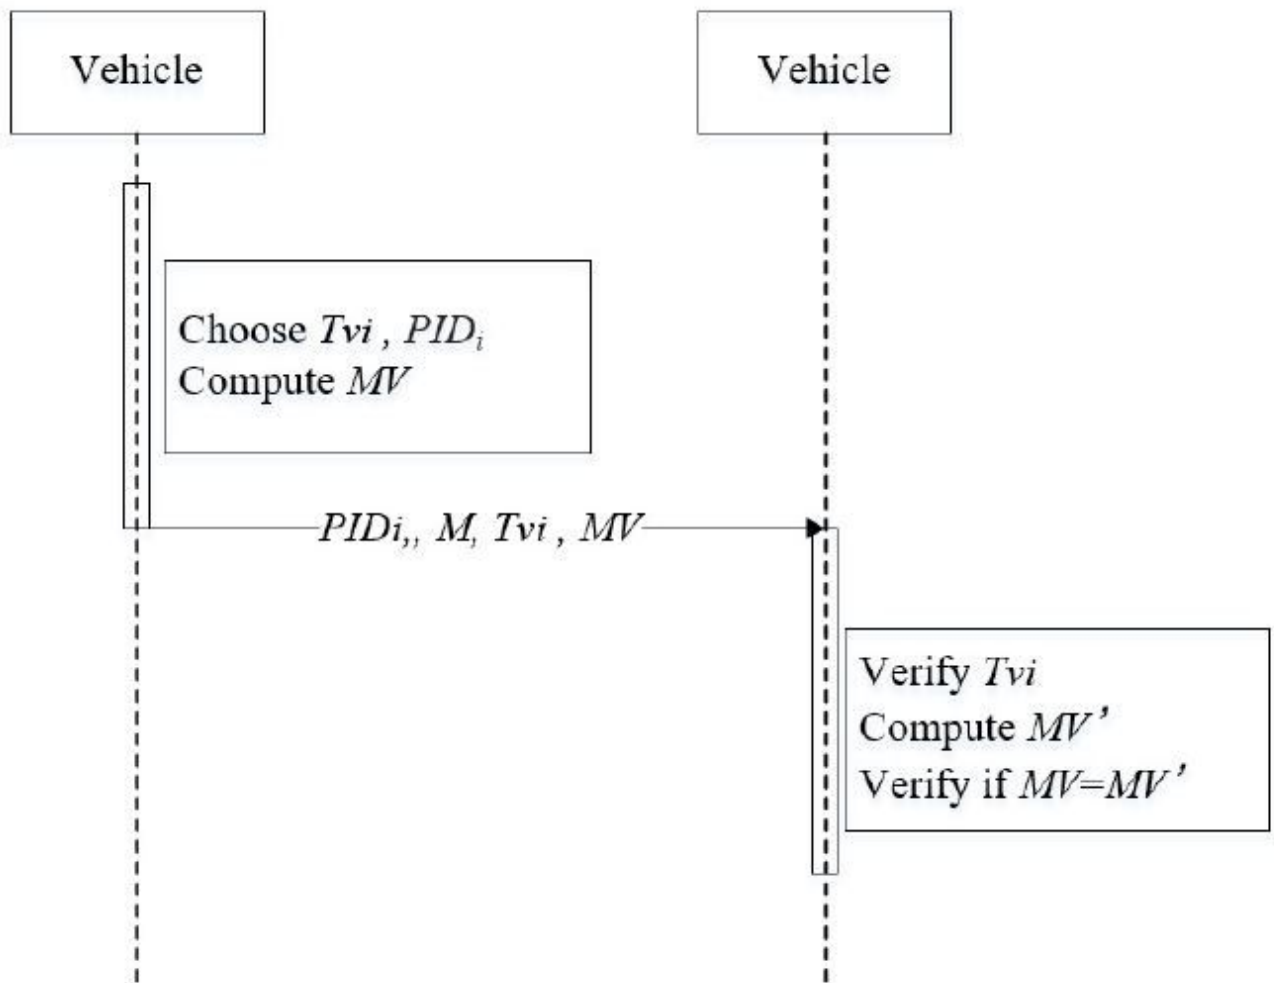 Vehicle
Vehicle
Choose Tvi , PIDi
Compute MV
PIDi,, M, Tvi , MV
Verify Tvi
Compute MV’
Verify if MV=MV’